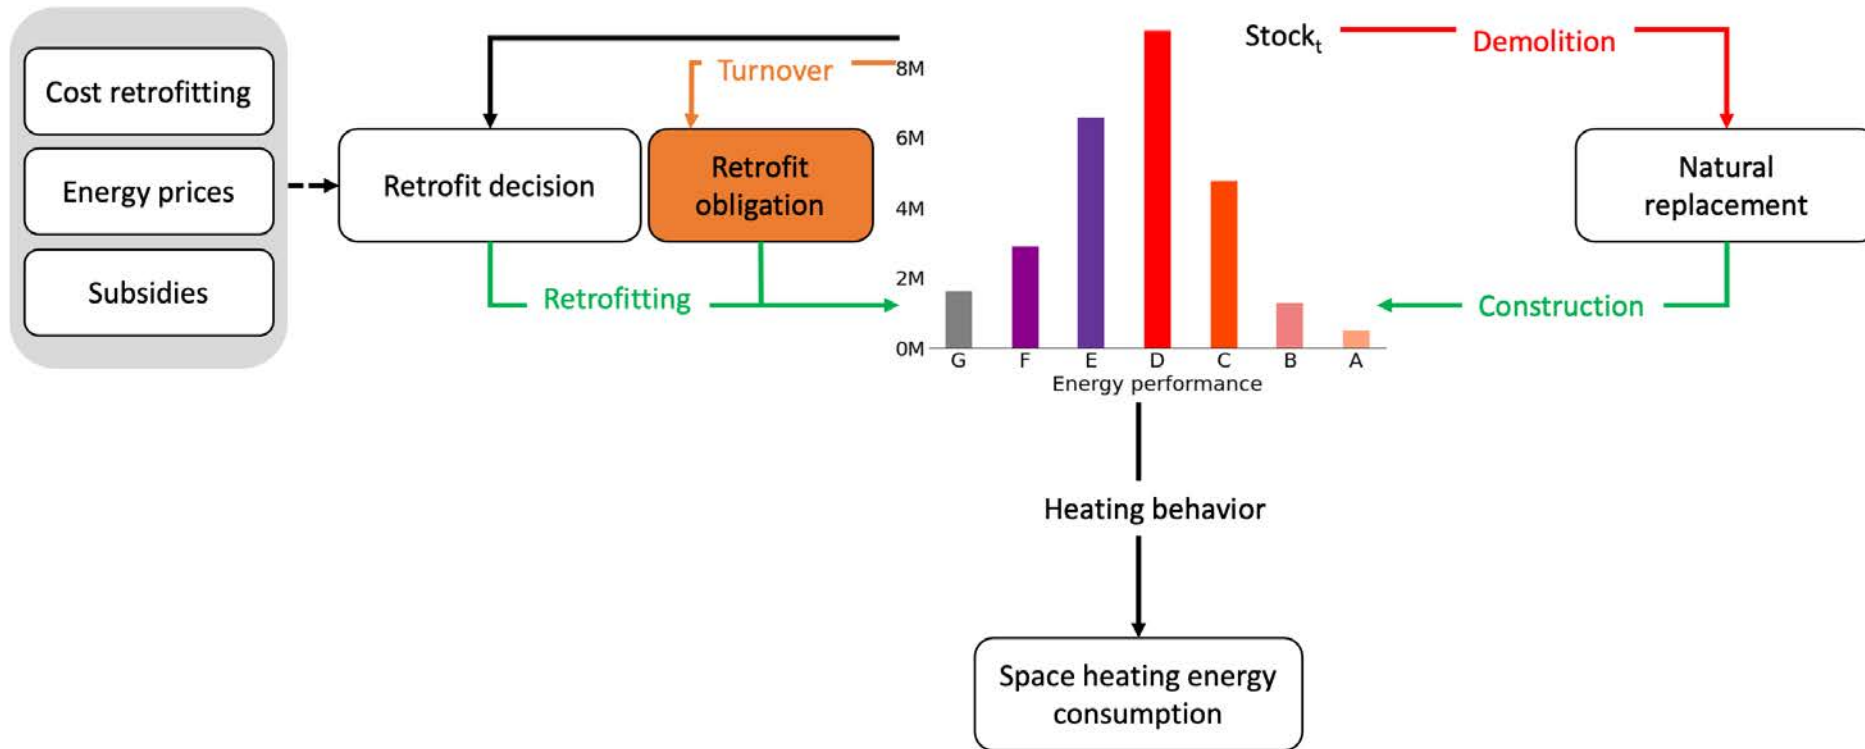 Cost retrofitting
Energy prices
Subsidies
Retrofit decision
Turnover
Retrofit
obligation
Retrofitting
8M
6M
4M
2M
0M
G F E D C B A
Energy performance
Stockₜ
Demolition
Natural
replacement
Construction
Heating behavior
Space heating energy
consumption